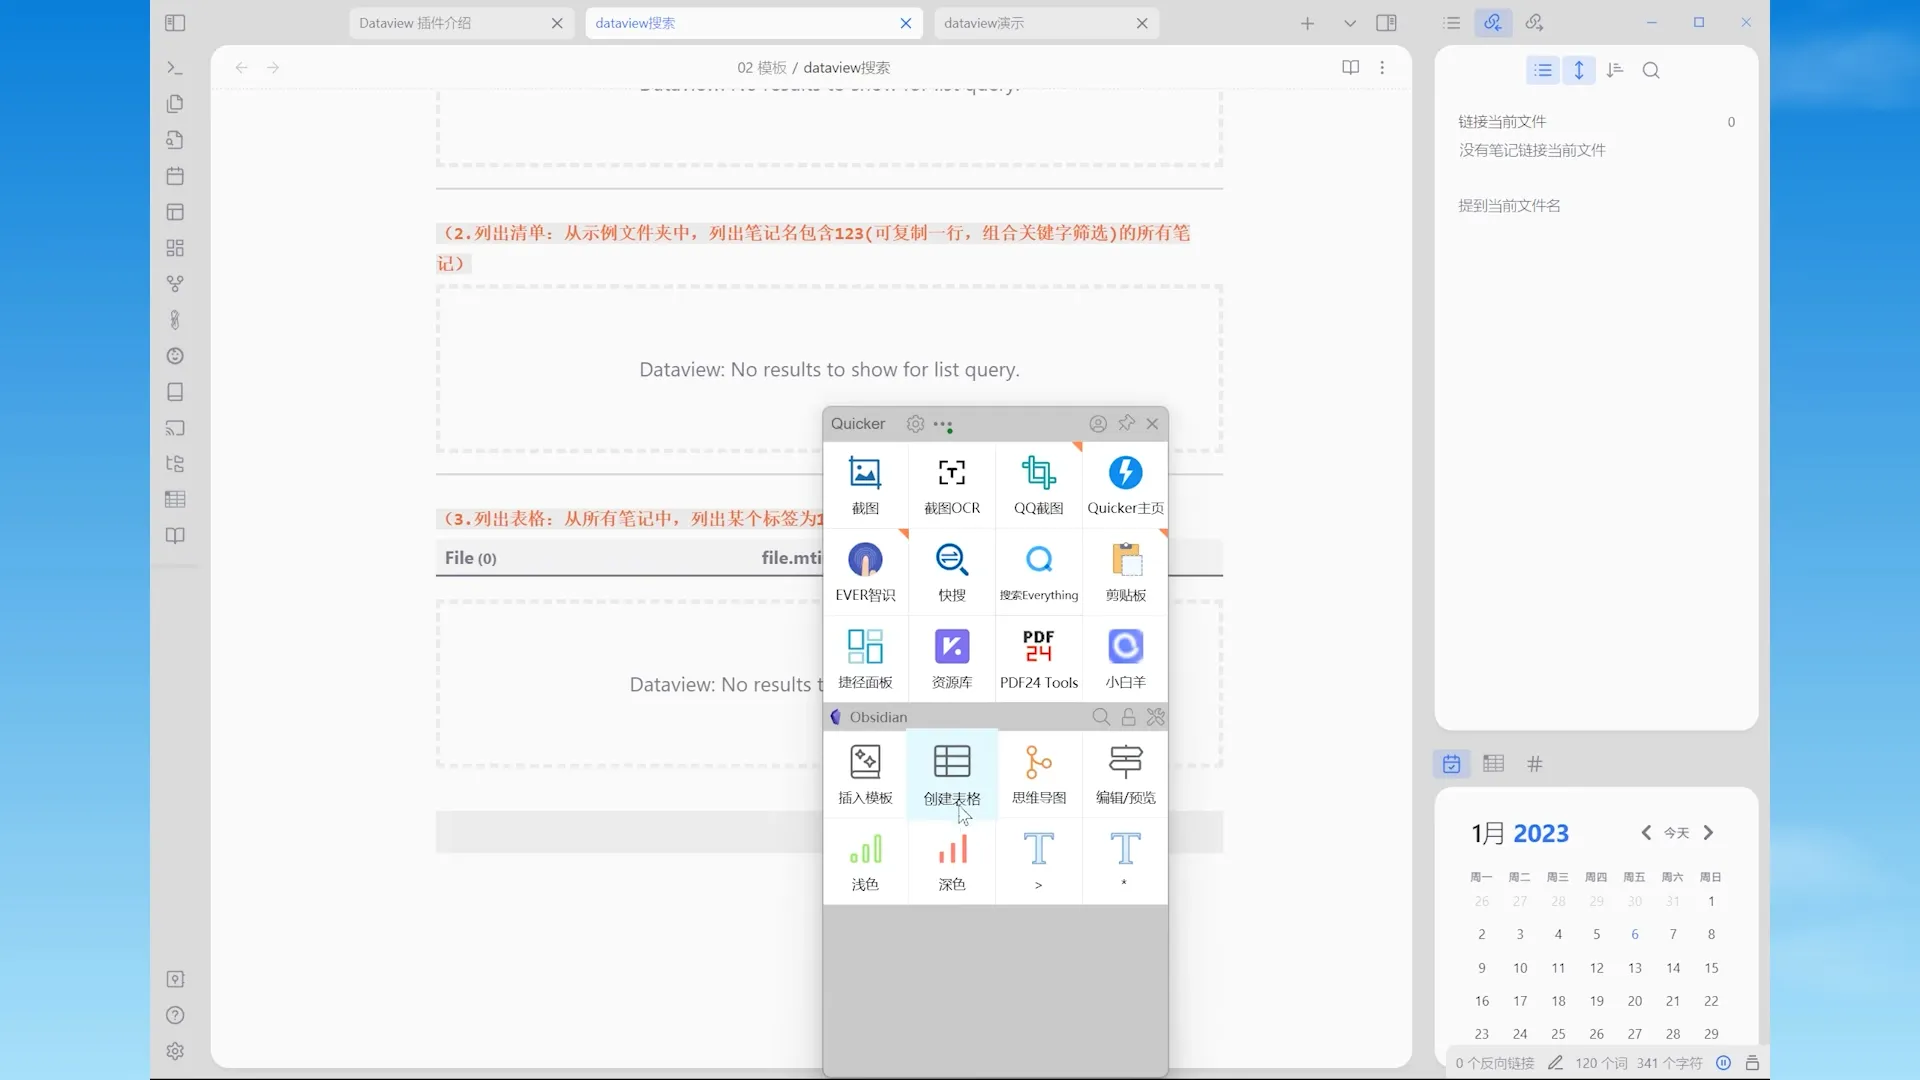 Dataview 插件介绍
dataview搜索
dataview演示
02 模板 / dataview搜索
Dataview: No results to show for list query.
（2.列出清单：从示例文件夹中，列出笔记名包含123(可复制一行，组合关键字筛选)的所有笔
记）
Dataview: No results to show for list query.
（3.列出表格：从所有笔记中，列出某个标签为1
File (0)
file.mti
Dataview: No results t
Quicker
截图
截图OCR
QQ截图
Quicker主页
EVER智识
快搜
搜索Everything
剪贴板
PDF
24
捷径面板
资源库
PDF24 Tools
小白羊
Obsidian
插入模板
创建表格
思维导图
编辑/预览
浅色
深色
>
*
链接当前文件
0
没有笔记链接当前文件
提到当前文件名
1月 2023
今天
周一 周二 周三 周四 周五 周六 周日
26 27 28 29 30 31 1
2 3 4 5 6 7 8
9 10 11 12 13 14 15
16 17 18 19 20 21 22
23 24 25 26 27 28 29
0 个反向链接
120 个词
341 个字符